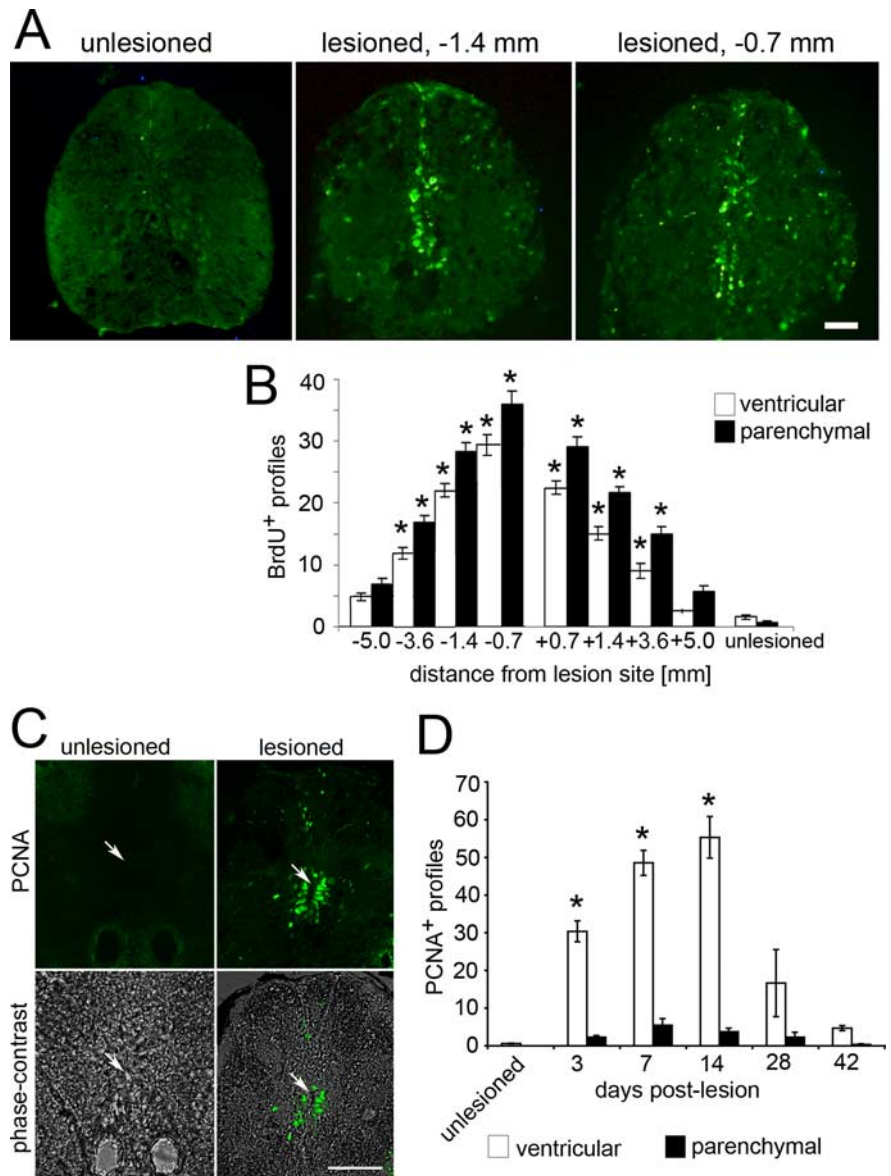 A
unlesioned
lesioned, -1.4 mm
lesioned, -0.7 mm
B
BrdU+ profiles
40
30
20
10
0
-5.0 -3.6 -1.4 -0.7 +0.7 +1.4 +3.6 +5.0 unlesioned
distance from lesion site [mm]
* * * * * * * * * * * *
ventricular
parenchymal
C
unlesioned
lesioned
PCNA
phase-contrast
D
PCNA+ profiles
70
60
50
40
30
20
10
0
* * *
unlesioned 3 7 14 28 42
days post-lesion
ventricular
parenchymal